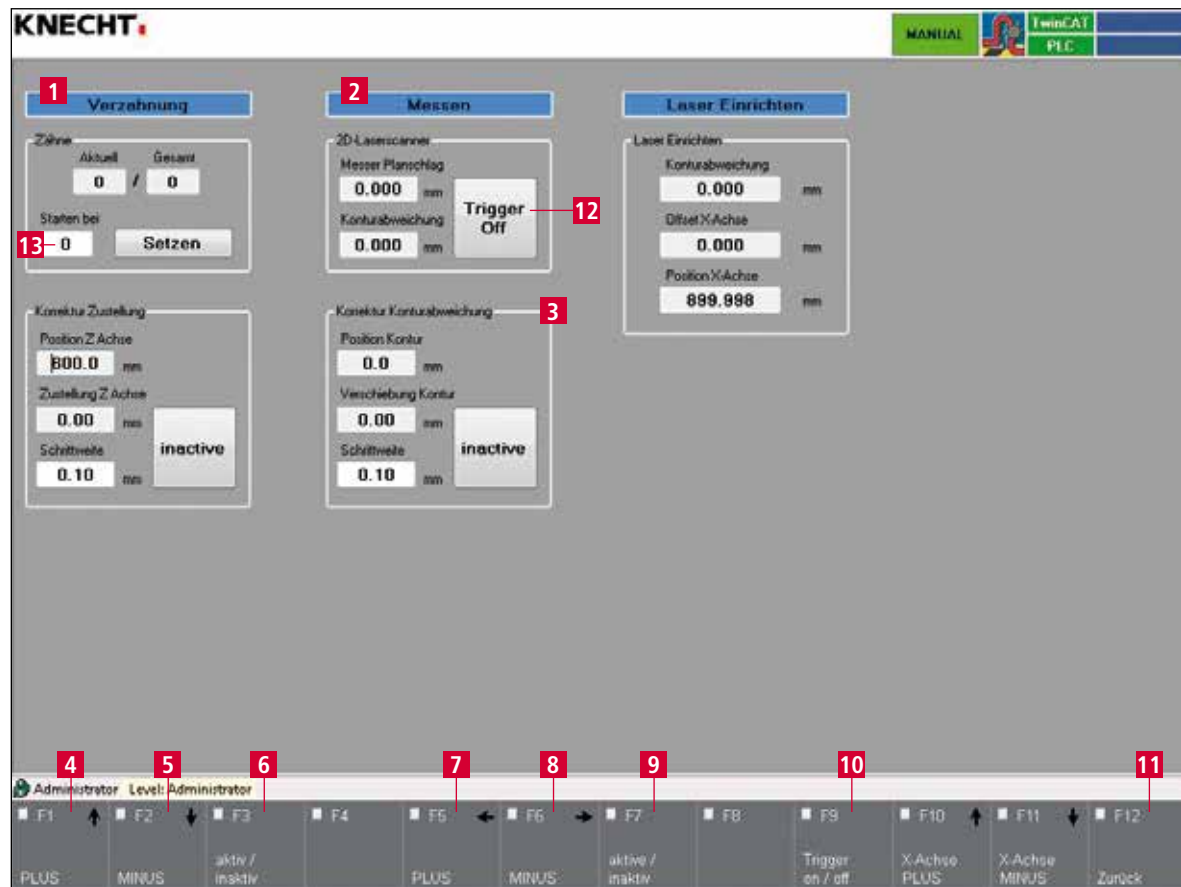 KNECHT
MANUAL
TwinCAT
PLC
1 Verzahnung
Zähne
Aktuell Gesamt
0 / 0
Starten bei
13 0 Setzen
Korrektur Zustellung
Position Z Achse
800.0 mm
Zustellung Z Achse
0.00 mm
Schrittweite
0.10 mm
inactive
2 Messen
2D-Laserscanner
Messer Planschlag
0.000 mm
Konturabweichung
0.000 mm
Trigger
Off
12
Korrektur Konturabweichung 3
Position Kontur
0.0 mm
Verschiebung Kontur
0.00 mm
Schrittweite
0.10 mm
inactive
Laser Einrichten
Laser Einrichten
Konturabweichung
0.000 mm
Offset X-Achse
0.000 mm
Position X-Achse
899.998 mm
4 5 6 7 8 9 10 11
Administrator Level: Administrator
F1 F2 F3 F4 F5 F6 F7 F8 F9 F10 F11 F12
PLUS
MINUS
aktiv /
inaktiv
PLUS
MINUS
aktive /
inaktiv
Trigger
on / off
X-Achse
PLUS
X-Achse
MINUS
Zurück